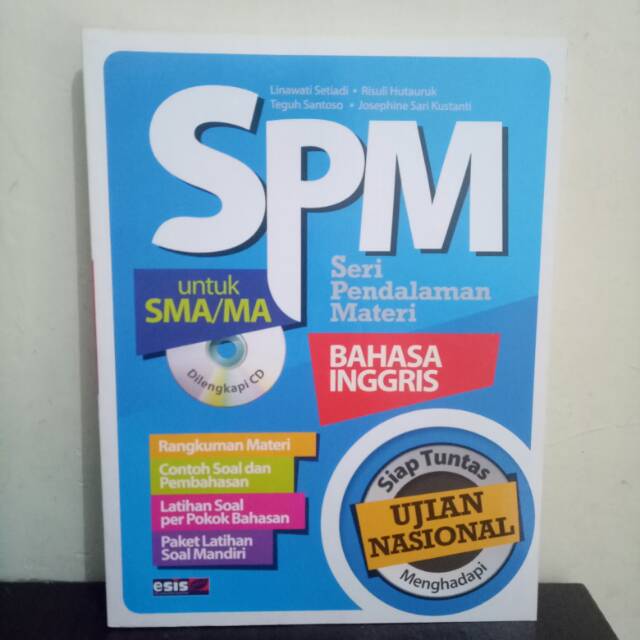 Linawati Setiadi • Risuli Hutauruk
Teguh Santoso • Josephine Sari Kustanti
SPM
Seri
Pendalaman
Materi
untuk
SMA/MA
Dilengkapi CD
BAHASA
INGGRIS
Rangkuman Materi
Contoh Soal dan
Pembahasan
Latihan Soal
per Pokok Bahasan
Paket Latihan
Soal Mandiri
Siap Tuntas
Menghadapi
UJIAN
NASIONAL
esis